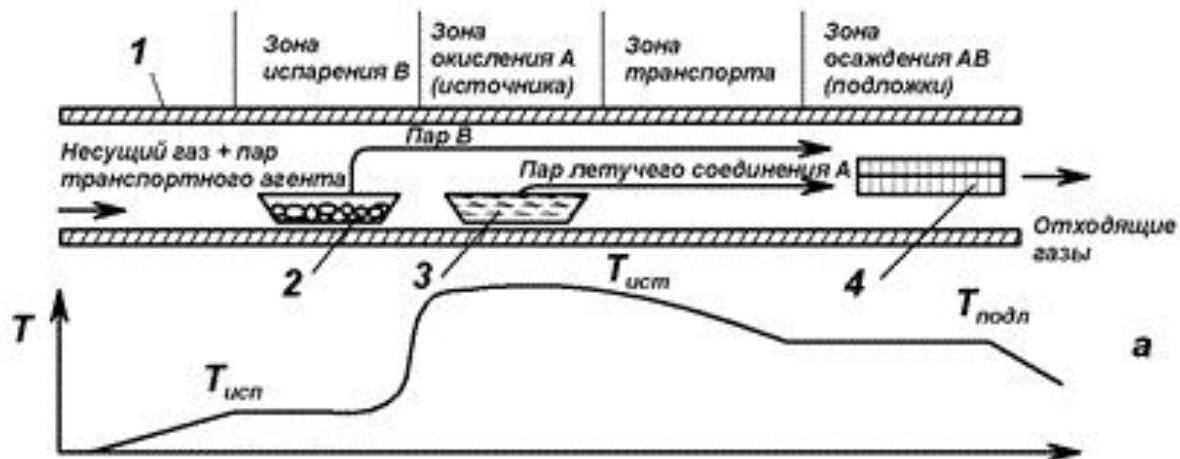 1
Зона
испарения В
Зона
окисления А
(источника)
Зона
транспорта
Зона
осаждения АВ
(подложки)
Несущий газ + пар
транспортного агента
Пар В
Пар летучего соединения А
Отходящие
газы
2
3
4
T
Tисп
Tист
Tподл
а